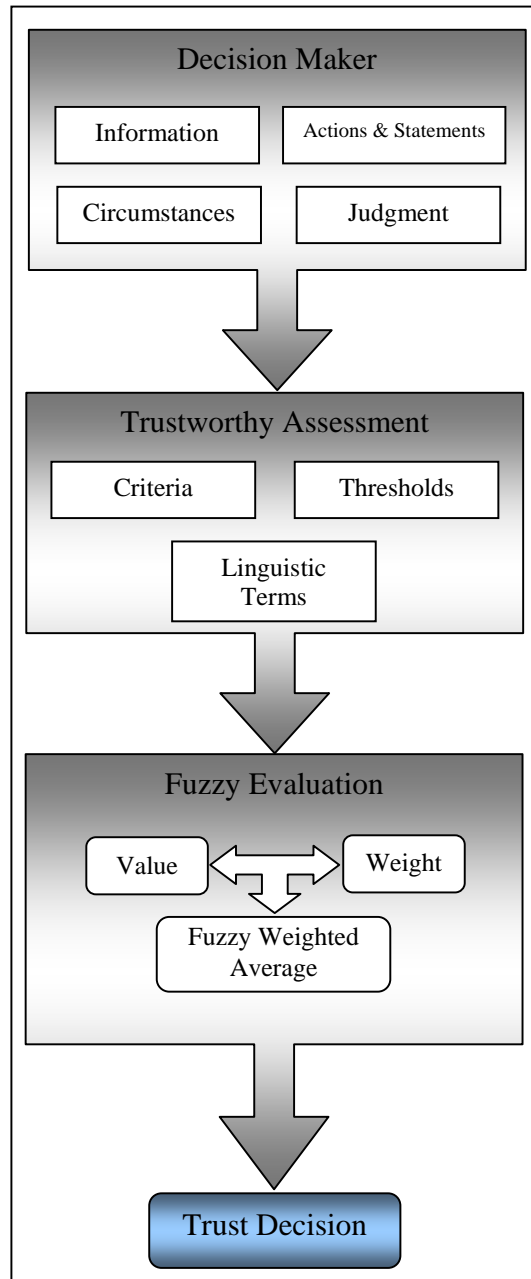 Decision Maker
Information
Actions & Statements
Circumstances
Judgment
Trustworthy Assessment
Criteria
Thresholds
Linguistic
Terms
Fuzzy Evaluation
Value
Weight
Fuzzy Weighted
Average
Trust Decision